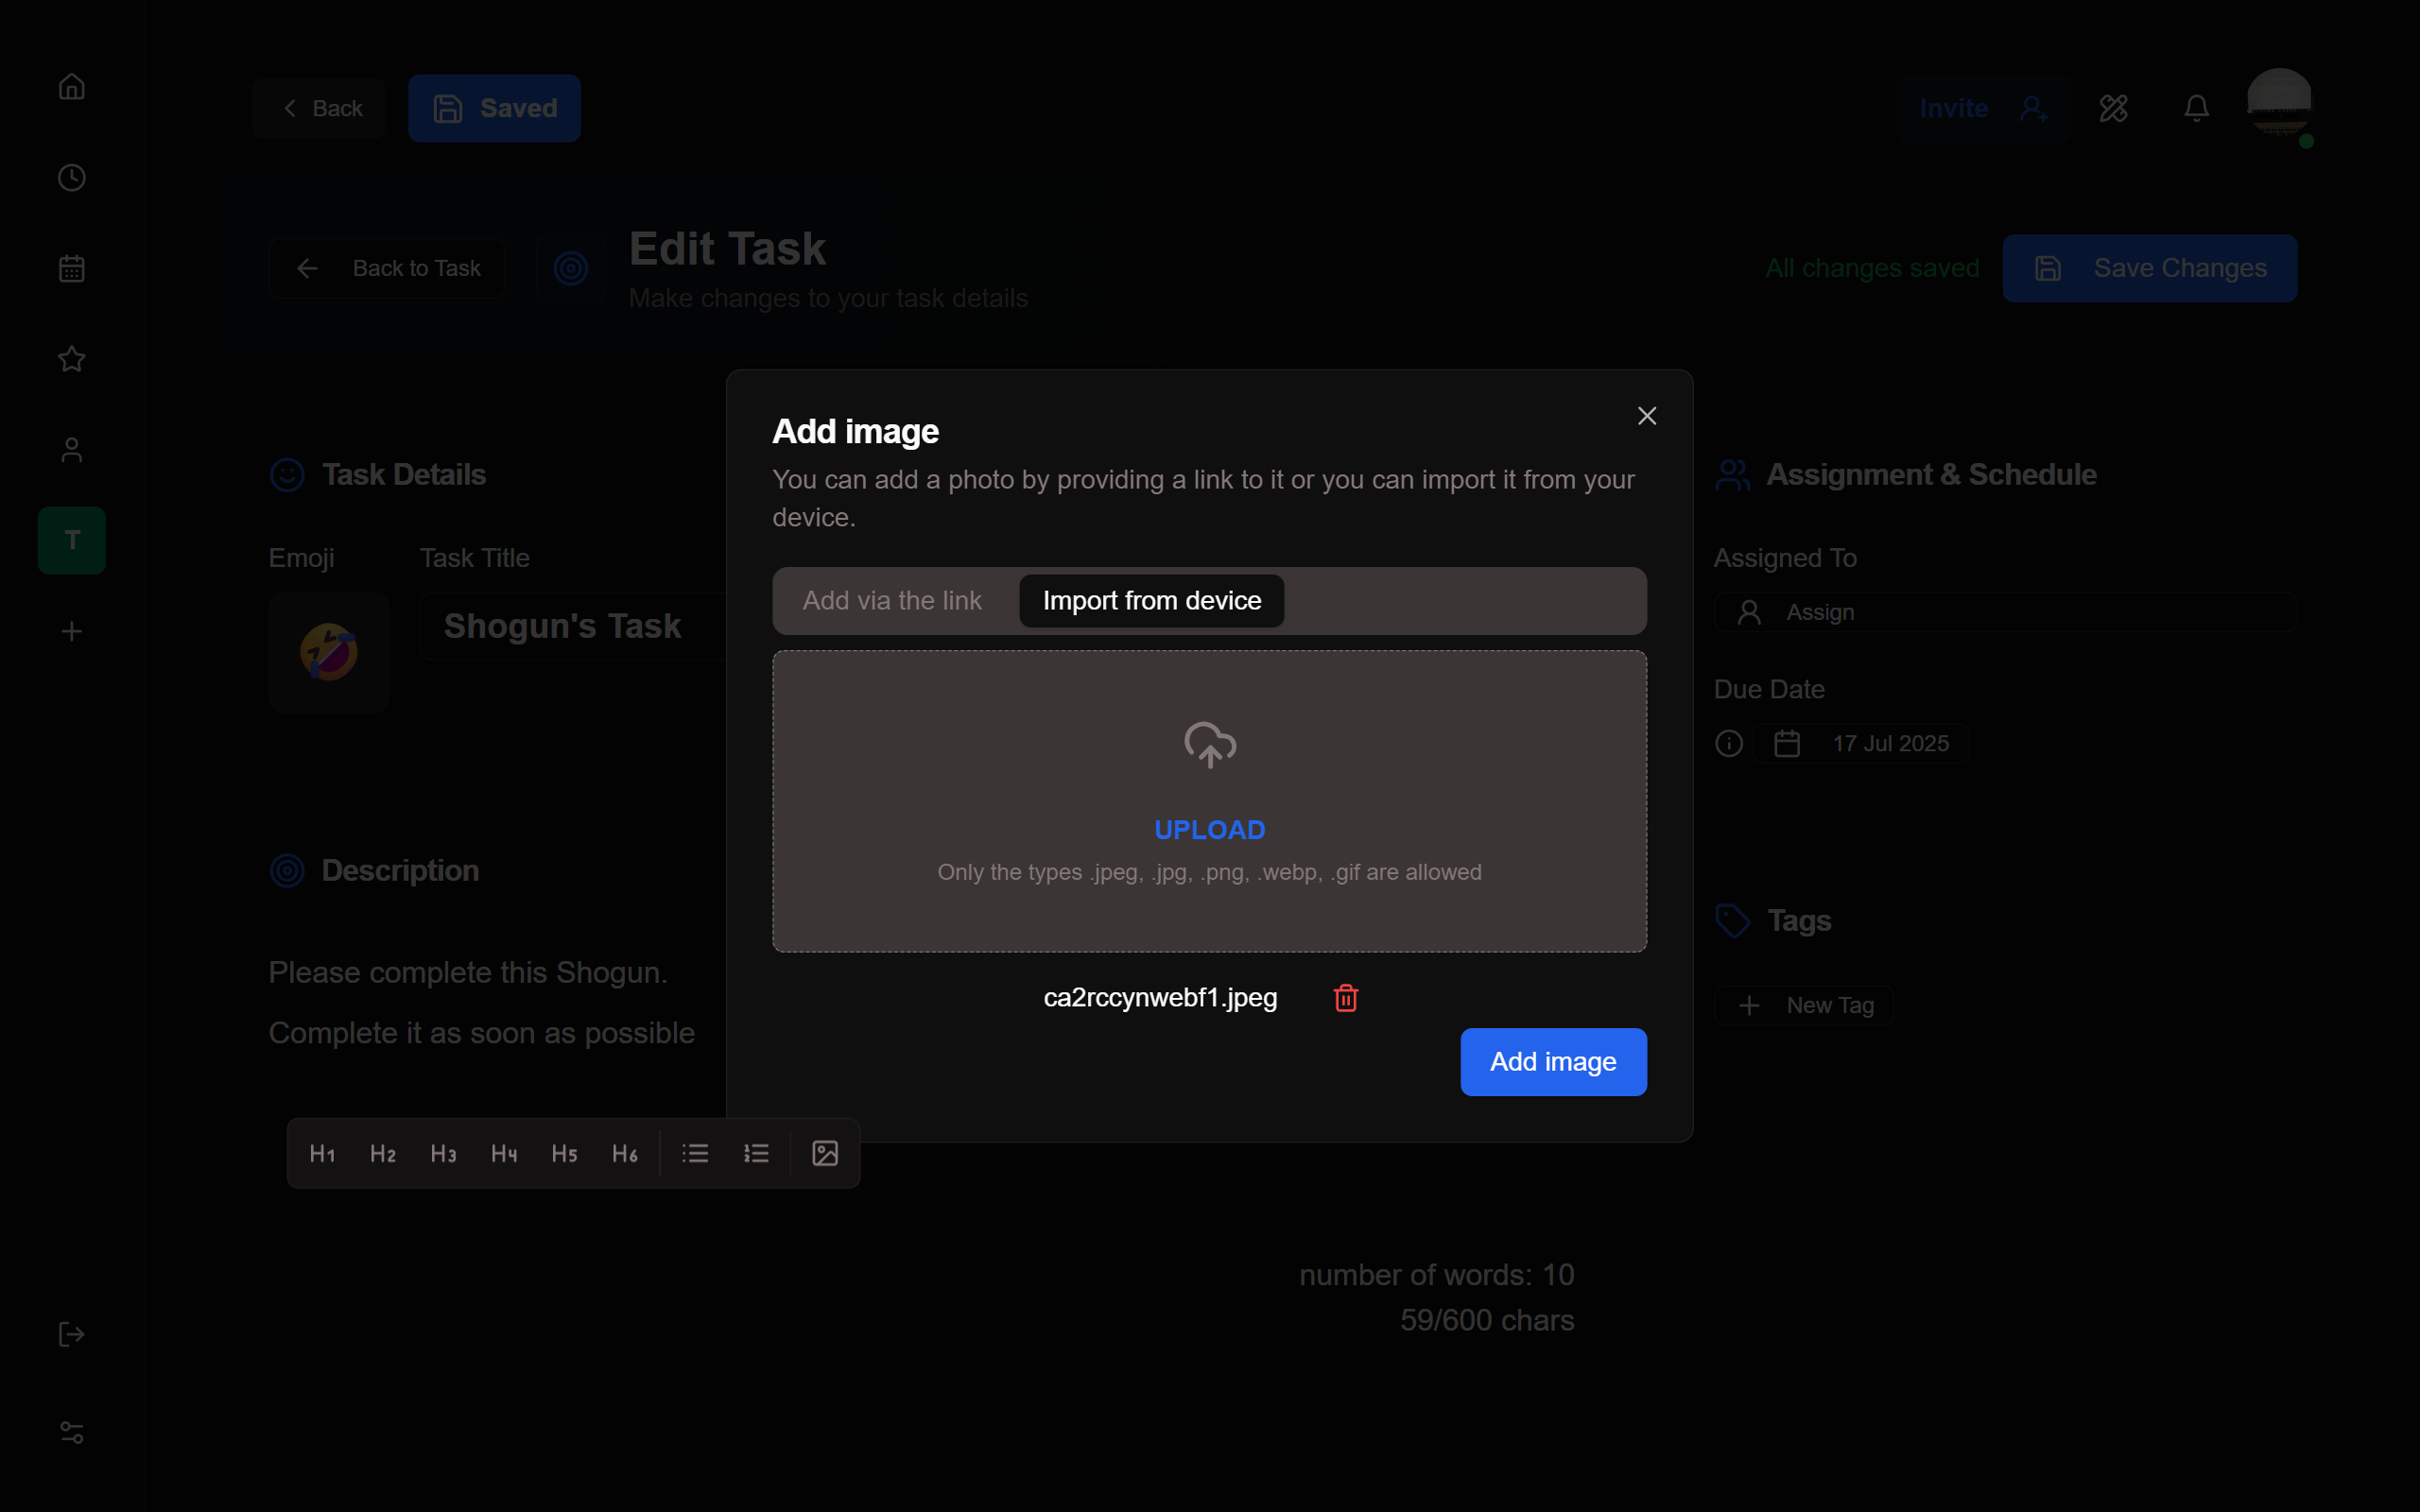 Back
Saved
Invite
Back to Task
Edit Task
Make changes to your task details
All changes saved
Save Changes
T
Task Details
Emoji
Task Title
Shogun's Task
Description
Please complete this Shogun.
Complete it as soon as possible
Add image
You can add a photo by providing a link to it or you can import it from your
device.
Add via the link
Import from device
UPLOAD
Only the types .jpeg, .jpg, .png, .webp, .gif are allowed
ca2rccynwebf1.jpeg
Add image
H1 H2 H3 H4 H5 H6
number of words: 10
59/600 chars
Assignment & Schedule
Assigned To
Assign
Due Date
17 Jul 2025
Tags
New Tag